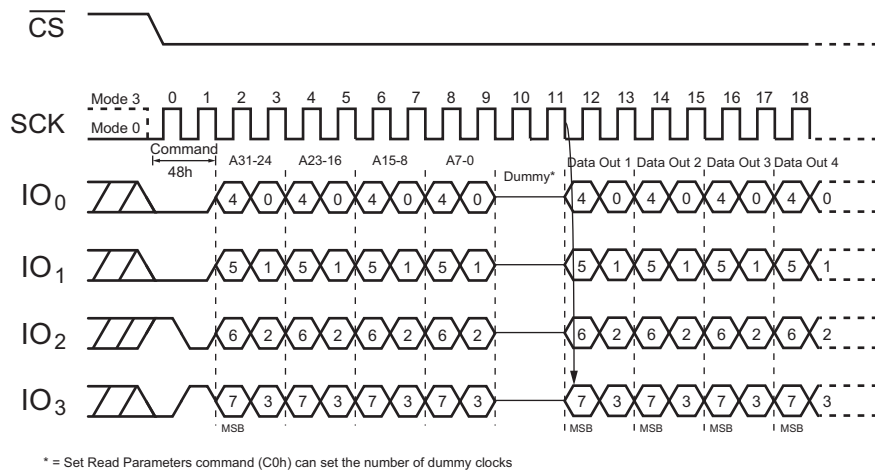 CS
Mode 3 0 1 2 3 4 5 6 7 8 9 10 11 12 13 14 15 16 17 18
SCK
Mode 0
Command A31-24 A23-16 A15-8 A7-0 Dummy* Data Out 1 Data Out 2 Data Out 3 Data Out 4
48h
IO0 4 0 4 0 4 0 4 0 4 0 4 0 4 0 4 0
IO1 5 1 5 1 5 1 5 1 5 1 5 1 5 1 5 1
IO2 6 2 6 2 6 2 6 2 6 2 6 2 6 2 6 2
IO3 7 3 7 3 7 3 7 3 7 3 7 3 7 3 7 3
MSB MSB MSB MSB MSB
* = Set Read Parameters command (C0h) can set the number of dummy clocks